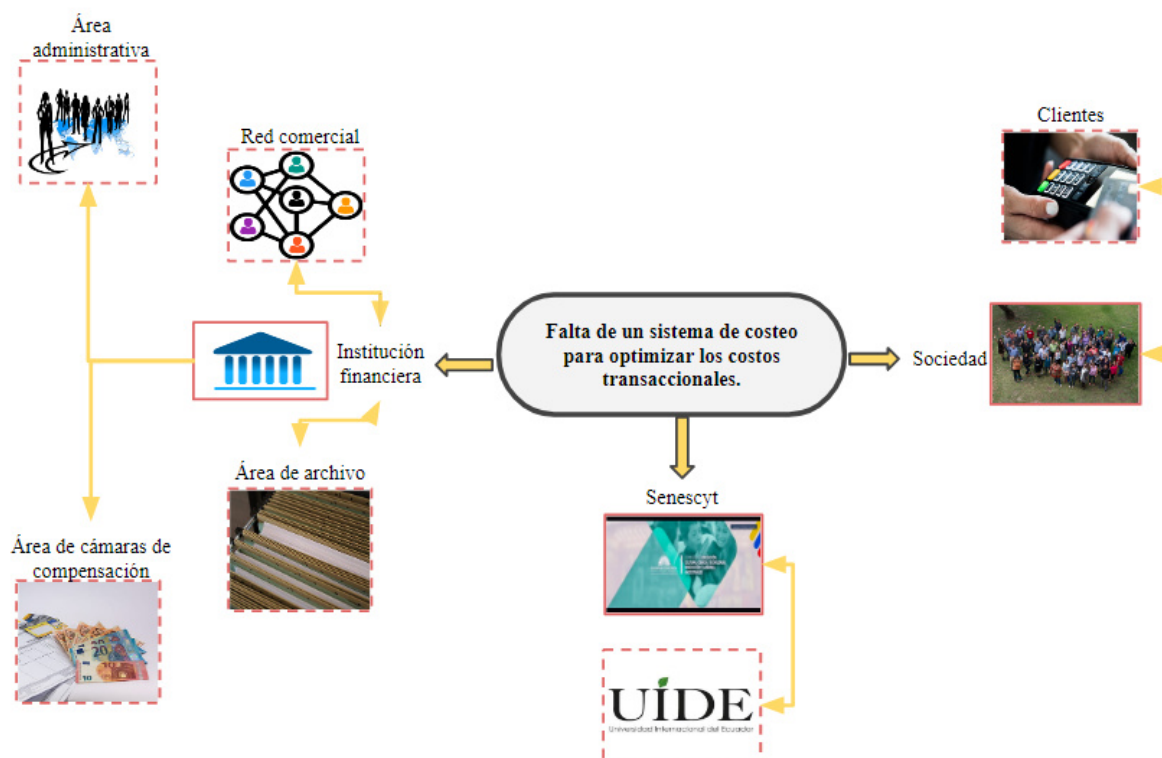 Área
administrativa
Red comercial
Clientes
Falta de un sistema de costeo
para optimizar los costos
transaccionales.
Institución
financiera
Sociedad
Área de archivo
Senescyt
Área de cámaras de
compensación
UIDE
Universidad Internacional del Ecuador